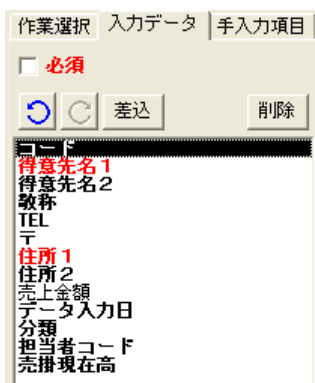 作業選択 入力データ 手入力項目
必須
差込 削除
コード
得意先名1
得意先名2
敬称
TEL
〒
住所1
住所2
売上金額
データ入力日
分類
担当者コード
売掛現在高